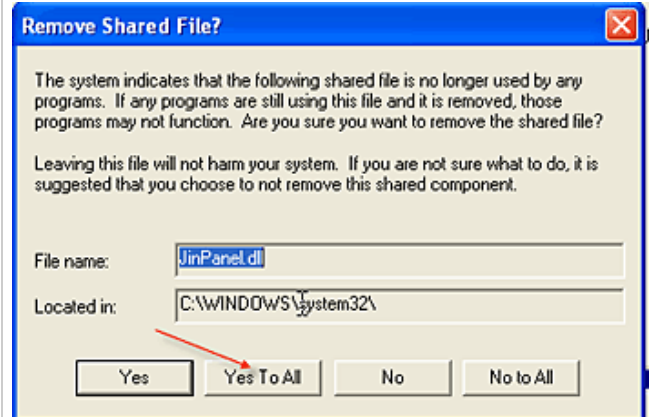 Remove Shared File?
The system indicates that the following shared file is no longer used by any
programs. If any programs are still using this file and it is removed, those
programs may not function. Are you sure you want to remove the shared file?
Leaving this file will not harm your system. If you are not sure what to do, it is
suggested that you choose to not remove this shared component.
File name: JinPanel.dll
Located in: C:\WINDOWS\system32\
Yes Yes To All No No to All